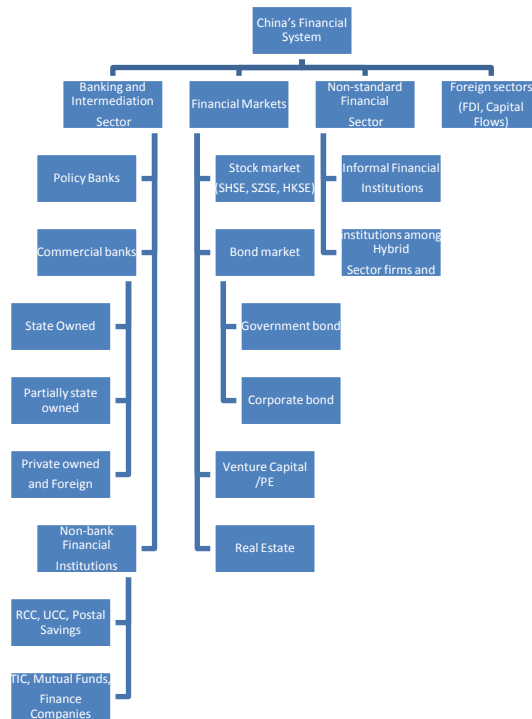 China's Financial
System
Banking and
Intermediation
Sector
Financial Markets
Non-standard
Financial
Sector
Foreign sectors
(FDI, Capital
Flows)
Policy Banks
Stock market
(SHSE, SZSE, HKSE)
Informal Financial
Institutions
Commercial banks
Bond market
institutions among
Hybrid
Sector firms and
State Owned
Government bond
Partially state
owned
Corporate bond
Private owned
and Foreign
Venture Capital
/PE
Non-bank
Financial
Institutions
Real Estate
RCC, UCC, Postal
Savings
TIC, Mutual Funds,
Finance
Companies